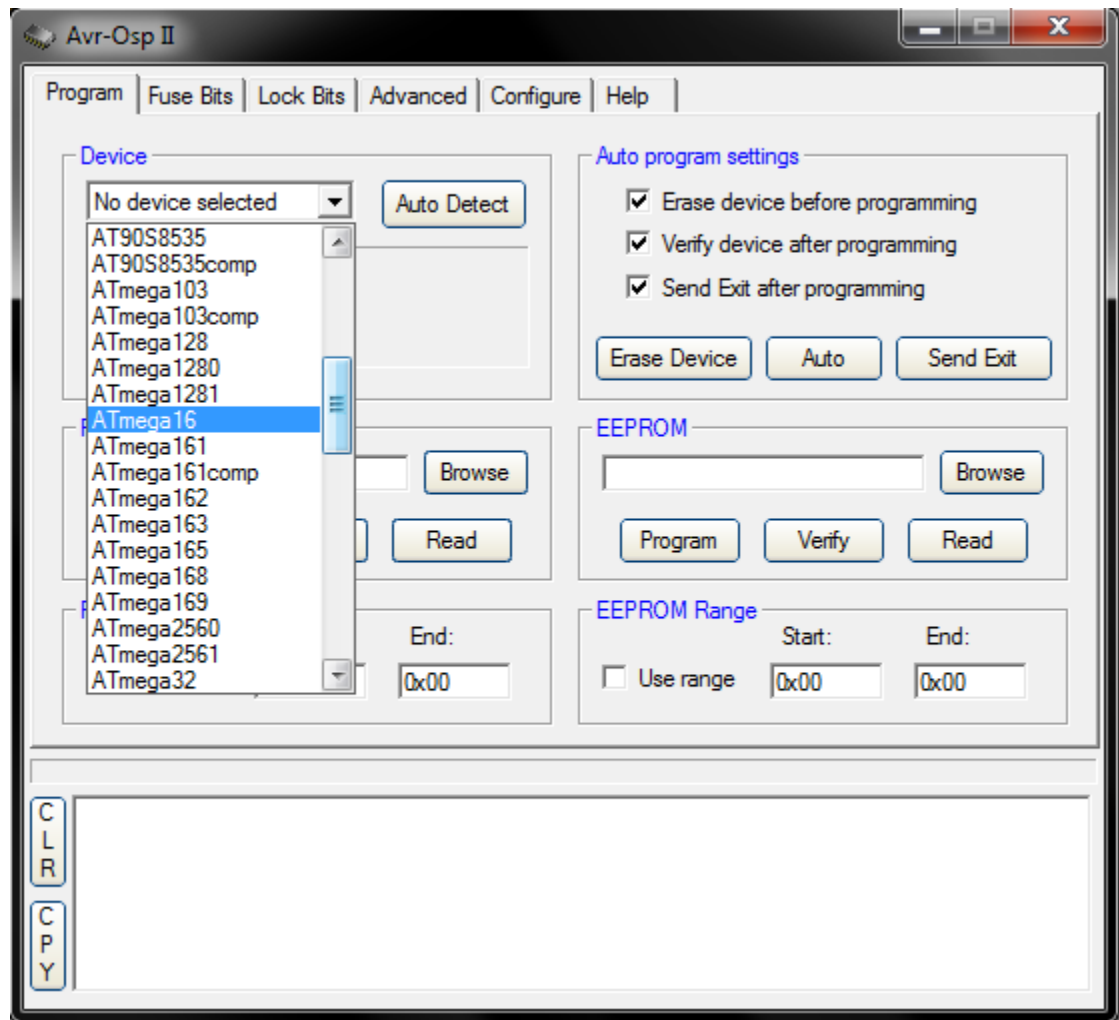 Avr-Osp II
Program Fuse Bits Lock Bits Advanced Configure Help
Device
No device selected
Auto Detect
AT90S8535
AT90S8535comp
ATmega103
ATmega103comp
ATmega128
ATmega1280
ATmega1281
ATmega16
ATmega161
ATmega161comp
ATmega162
ATmega163
ATmega165
ATmega168
ATmega169
ATmega2560
ATmega2561
ATmega32
Browse
Read
End:
0x00
Auto program settings
Erase device before programming
Verify device after programming
Send Exit after programming
Erase Device Auto Send Exit
EEPROM
Browse
Program Verify Read
EEPROM Range
Start: End:
Use range 0x00 0x00
CLR
CPY